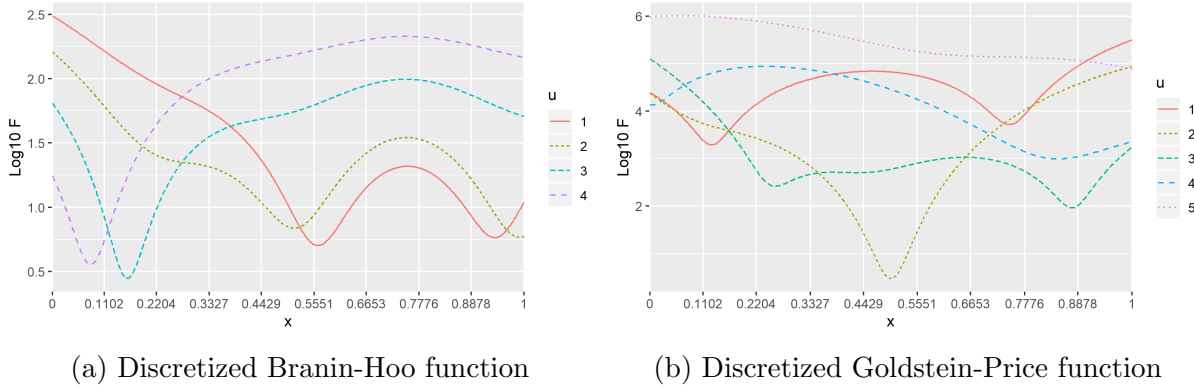 2.5
2.0
1.5
1.0
0.5
Log10 F
0 0.1102 0.2204 0.3327 0.4429 0.5551 0.6653 0.7776 0.8878 1
x
u
1
2
3
4
(a) Discretized Branin-Hoo function
6
4
2
Log10 F
0 0.1102 0.2204 0.3327 0.4429 0.5551 0.6653 0.7776 0.8878 1
x
u
1
2
3
4
5
(b) Discretized Goldstein-Price function